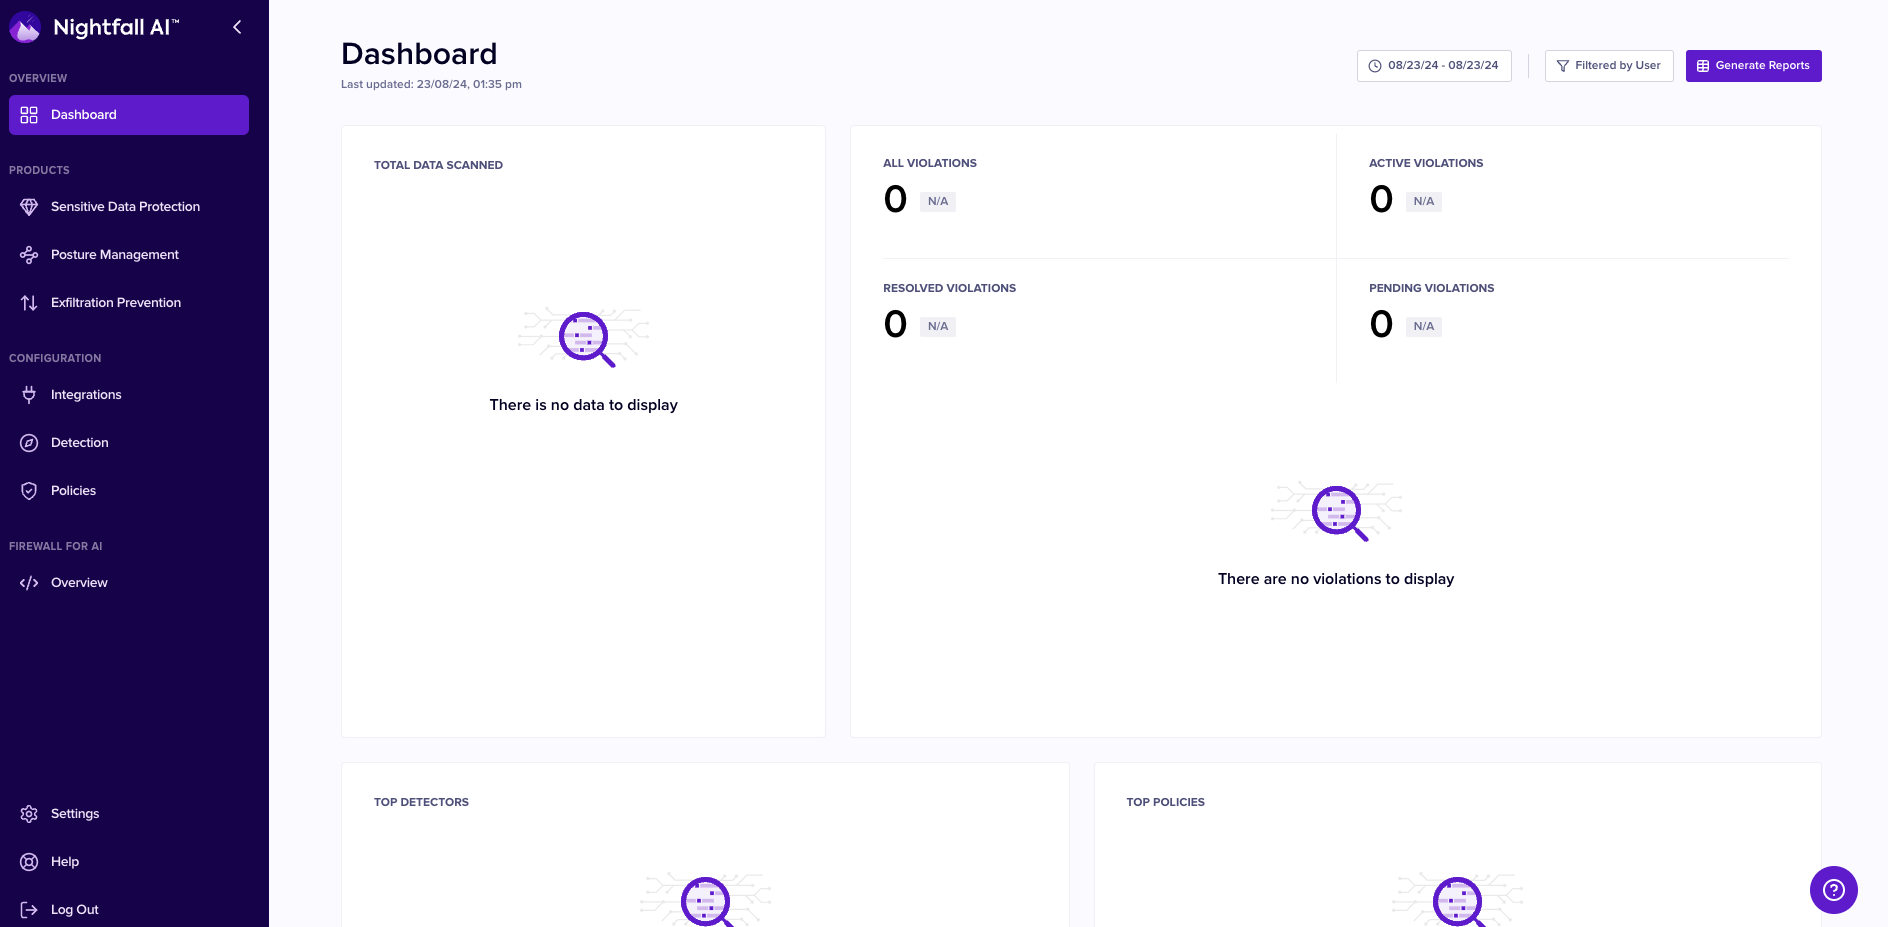 Nightfall AI™
OVERVIEW
Dashboard
PRODUCTS
Sensitive Data Protection
Posture Management
Exfiltration Prevention
CONFIGURATION
Integrations
Detection
Policies
FIREWALL FOR AI
Overview
Settings
Help
Log Out
Dashboard
Last updated: 23/08/24, 01:35 pm
08/23/24 - 08/23/24
Filtered by User
Generate Reports
TOTAL DATA SCANNED
There is no data to display
ALL VIOLATIONS
0 N/A
ACTIVE VIOLATIONS
0 N/A
RESOLVED VIOLATIONS
0 N/A
PENDING VIOLATIONS
0 N/A
There are no violations to display
TOP DETECTORS
TOP POLICIES